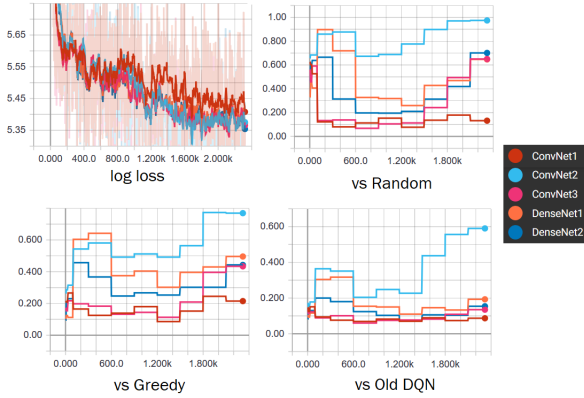 5.65
5.55
5.45
5.35
0.000 400.0 800.0 1.200k 1.600k 2.000k
log loss
1.00
0.800
0.600
0.400
0.200
0.00
0.000 600.0 1.200k 1.800k
vs Random
ConvNet1
ConvNet2
ConvNet3
DenseNet1
DenseNet2
0.600
0.400
0.200
0.00
0.000 600.0 1.200k 1.800k
vs Greedy
0.600
0.400
0.200
0.00
0.000 600.0 1.200k 1.800k
vs Old DQN